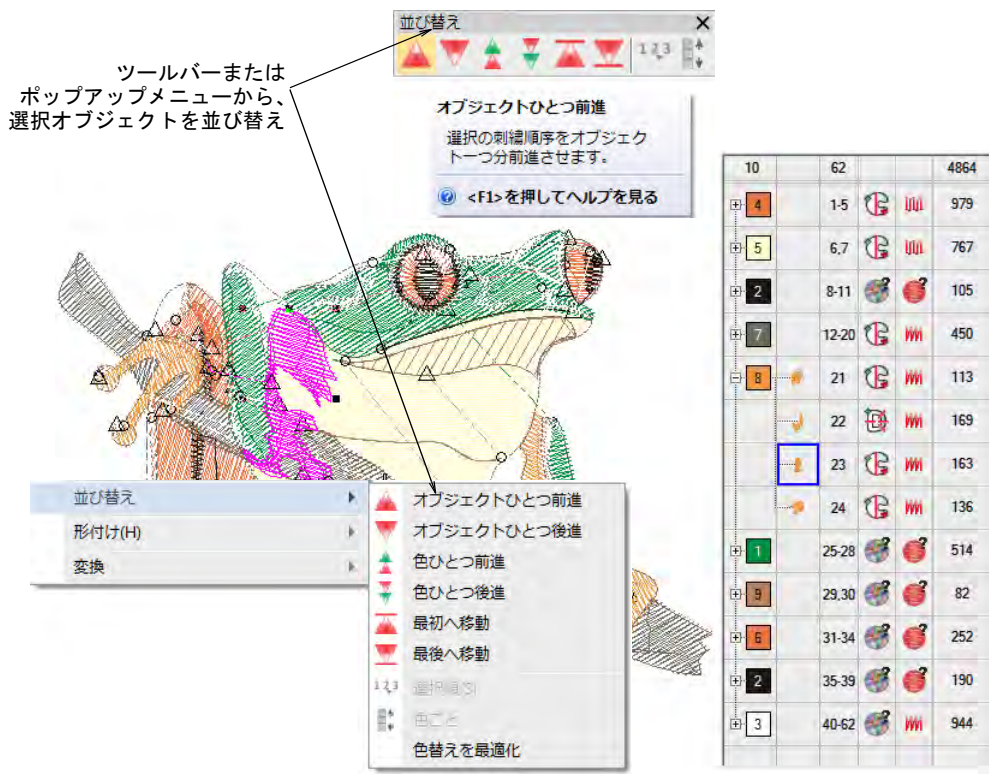 並び替え
1 2 3
ツールバーまたは
ポップアップメニューから、
選択オブジェクトを並び替え
オブジェクトひとつ前進
選択の刺繍順序をオブジェク
ト一つ分前進させます。
<F1>を押してヘルプを見る
並び替え
形付け(H)
変換
オブジェクトひとつ前進
オブジェクトひとつ後進
色ひとつ前進
色ひとつ後進
最初へ移動
最後へ移動
1 2 3 選択順(S)
色ごと
色替えを最適化
10 62 4864
4 1-5 979
5 6,7 767
2 8-11 105
7 12-20 450
8 21 113
22 169
23 163
24 136
1 25-28 514
9 29,30 82
6 31-34 252
2 35-39 190
3 40-62 944